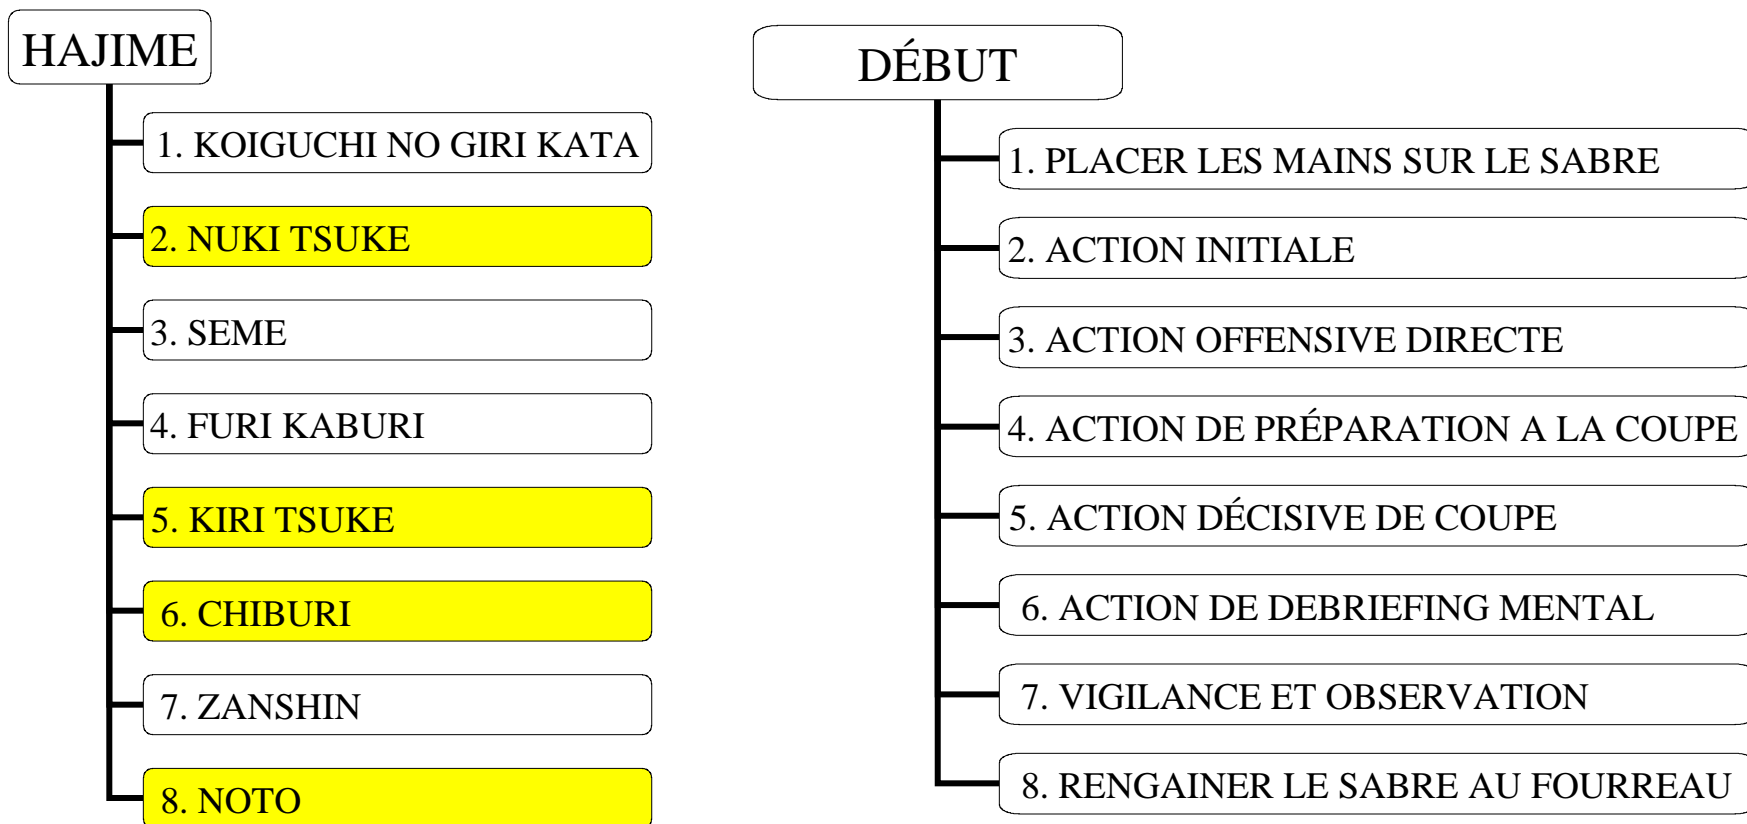 HAJIME
1. KOIGUCHI NO GIRI KATA
2. NUKI TSUKE
3. SEME
4. FURI KABURI
5. KIRI TSUKE
6. CHIBURI
7. ZANSHIN
8. NOTO
DÉBUT
1. PLACER LES MAINS SUR LE SABRE
2. ACTION INITIALE
3. ACTION OFFENSIVE DIRECTE
4. ACTION DE PRÉPARATION A LA COUPE
5. ACTION DÉCISIVE DE COUPE
6. ACTION DE DEBRIEFING MENTAL
7. VIGILANCE ET OBSERVATION
8. RENGAINER LE SABRE AU FOURREAU